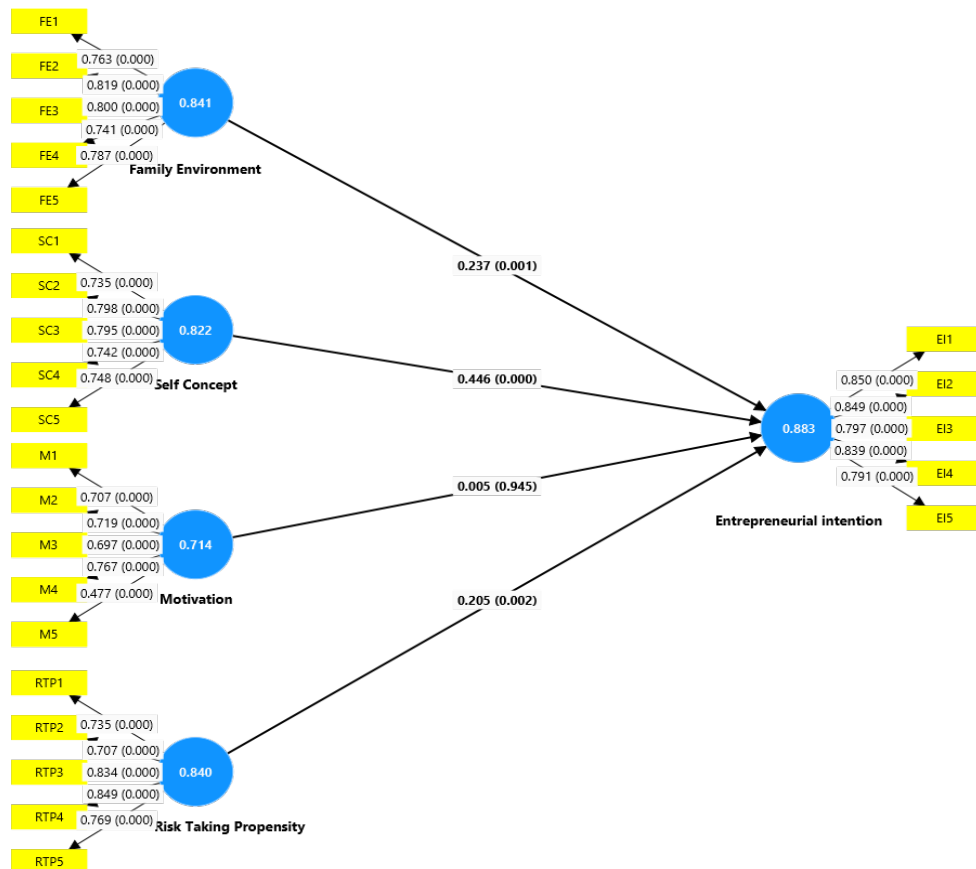 FE1
0.763 (0.000)
FE2
0.819 (0.000)
FE3
0.800 (0.000)
0.841
0.741 (0.000)
FE4
0.787 (0.000)
Family Environment
FE5
SC1
0.237 (0.001)
SC2
0.735 (0.000)
0.798 (0.000)
SC3
0.795 (0.000)
0.822
0.742 (0.000)
SC4
0.748 (0.000)
Self Concept
SC5
0.446 (0.000)
EI1
0.850 (0.000)
EI2
0.849 (0.000)
0.883
0.797 (0.000)
EI3
0.839 (0.000)
EI4
0.791 (0.000)
EI5
Entrepreneurial intention
M1
M2
0.707 (0.000)
0.719 (0.000)
M3
0.697 (0.000)
0.714
0.767 (0.000)
M4
0.477 (0.000)
Motivation
M5
0.005 (0.945)
0.205 (0.002)
RTP1
RTP2
0.735 (0.000)
0.707 (0.000)
RTP3
0.834 (0.000)
0.840
0.849 (0.000)
RTP4
0.769 (0.000)
Risk Taking Propensity
RTP5